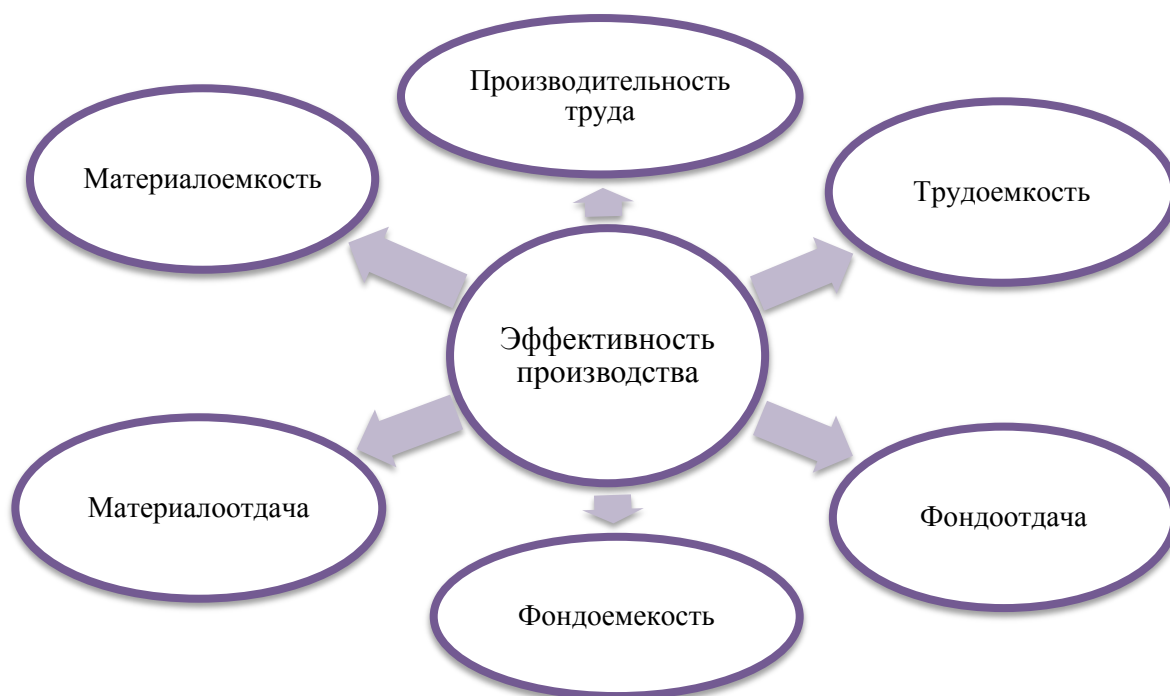 Производительность
труда
Материалоемкость
Трудоемкость
Эффективность
производства
Материалоотдача
Фондоотдача
Фондоемекость